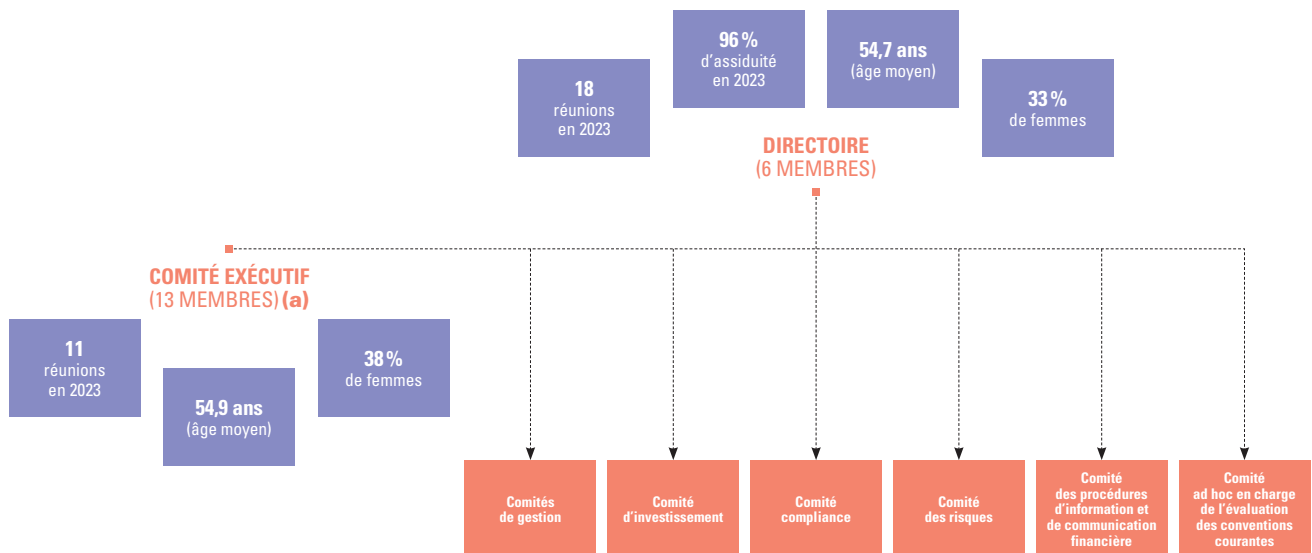 96 %
d'assiduité
en 2023
54,7 ans
(âge moyen)
18
réunions
en 2023
33 %
de femmes
DIRECTOIRE
(6 MEMBRES)
COMITÉ EXÉCUTIF
(13 MEMBRES) (a)
11
réunions
en 2023
38 %
de femmes
54,9 ans
(âge moyen)
Comités
de gestion
Comité
d'investissement
Comité
compliance
Comité
des risques
Comité
des procédures
d'information et
de communication
financière
Comité
ad hoc en charge
de l'évaluation
des conventions
courantes